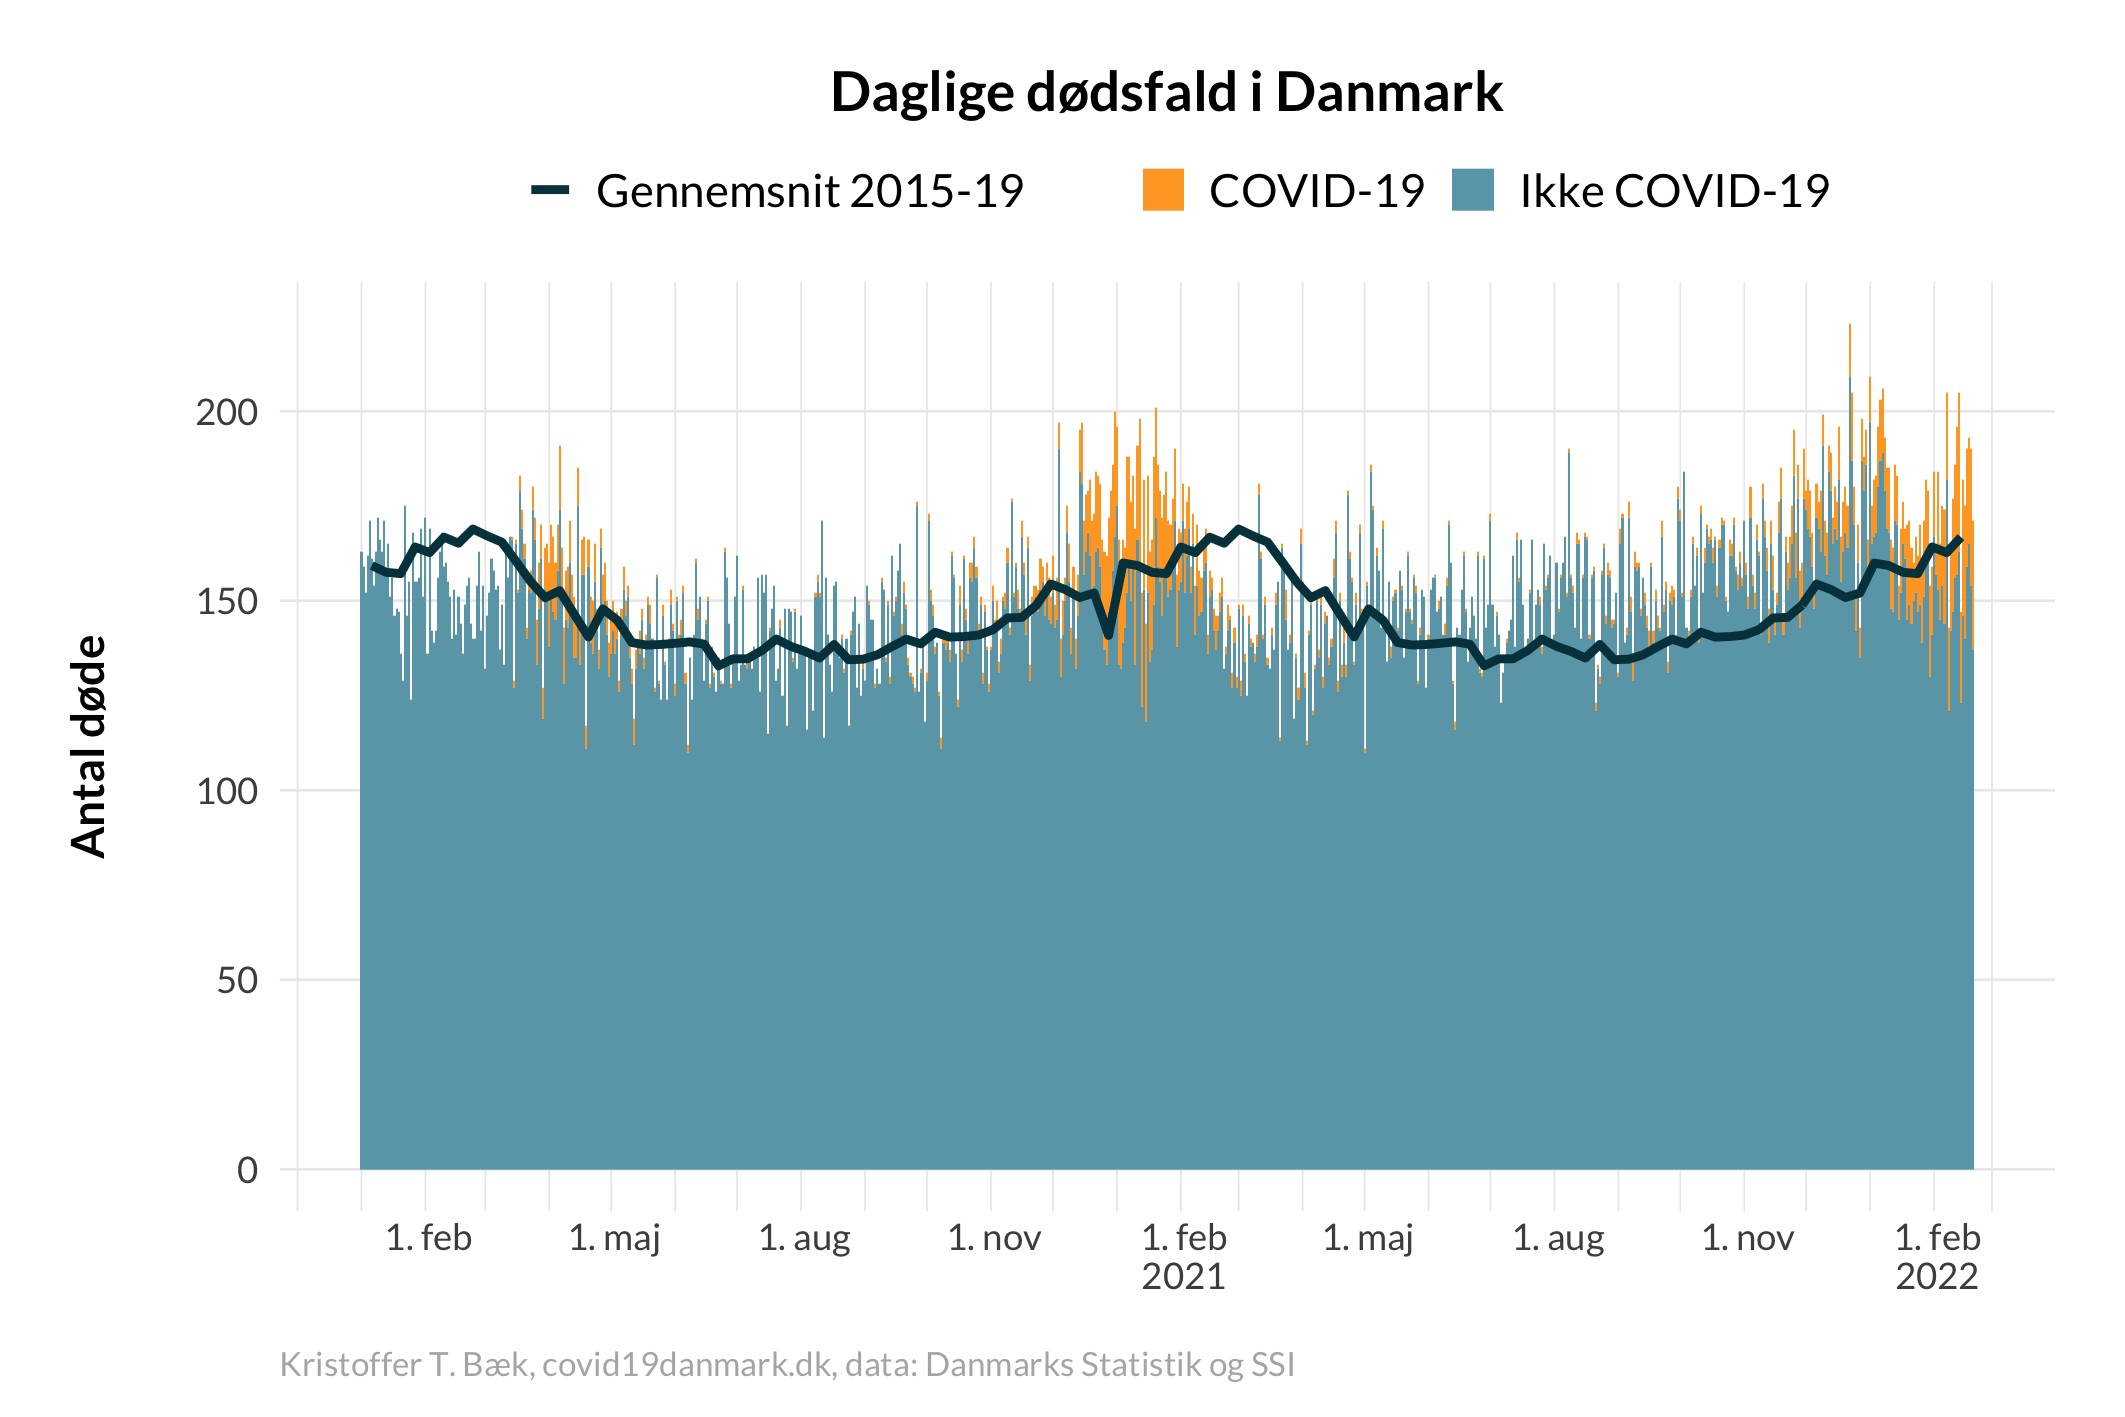 Daglige dødsfald i Danmark
Gennemsnit 2015-19 COVID-19 Ikke COVID-19
Antal døde
200
150
100
50
0
1. feb 1. maj 1. aug 1. nov 1. feb 1. maj 1. aug 1. nov 1. feb
2021 2022
Kristoffer T. Bæk, covid19danmark.dk, data: Danmarks Statistik og SSI